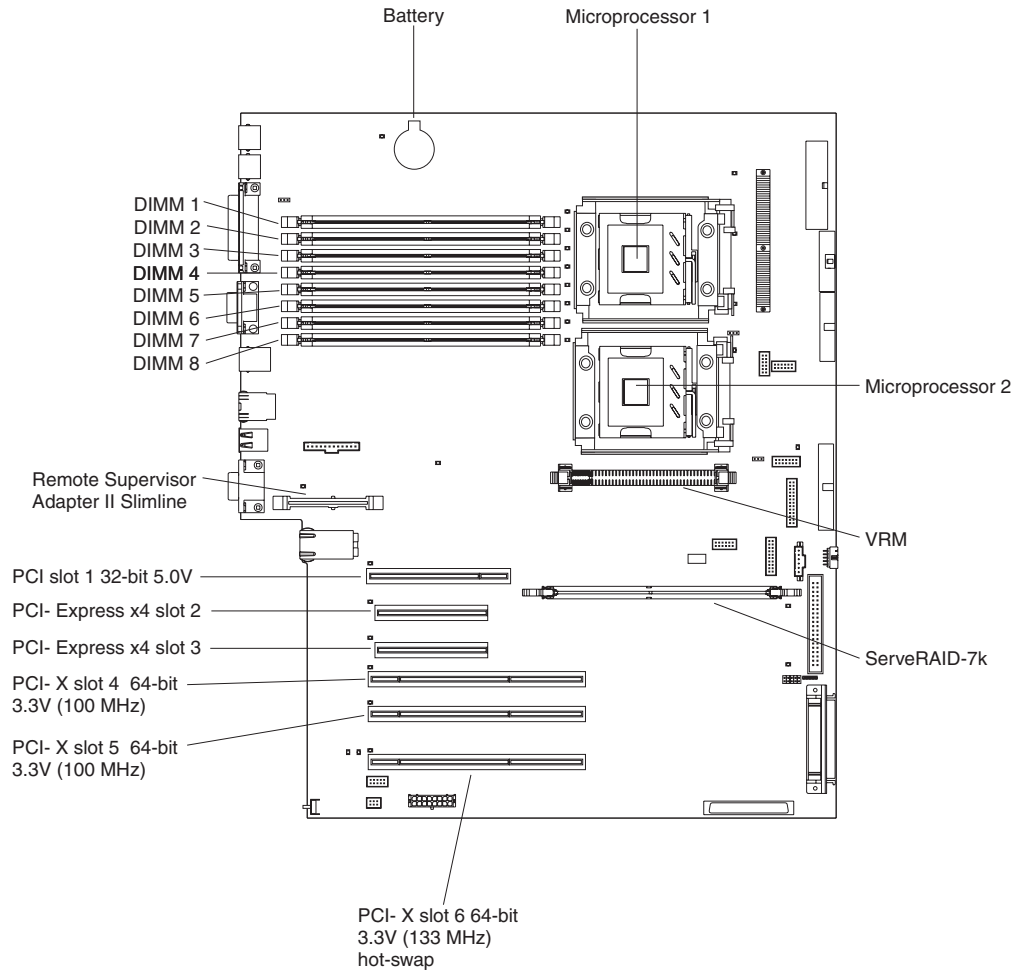 Battery
Microprocessor 1
DIMM 1
DIMM 2
DIMM 3
DIMM 4
DIMM 5
DIMM 6
DIMM 7
DIMM 8
Microprocessor 2
Remote Supervisor
Adapter II Slimline
VRM
PCI slot 1 32-bit 5.0V
PCI- Express x4 slot 2
PCI- Express x4 slot 3
ServeRAID-7k
PCI- X slot 4 64-bit
3.3V (100 MHz)
PCI- X slot 5 64-bit
3.3V (100 MHz)
PCI- X slot 6 64-bit
3.3V (133 MHz)
hot-swap